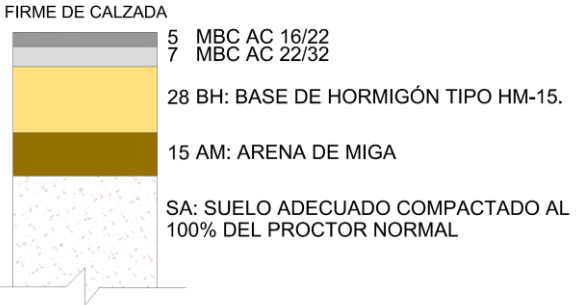 FIRME DE CALZADA
5 MBC AC 16/22
7 MBC AC 22/32
28 BH: BASE DE HORMIGÓN TIPO HM-15.
15 AM: ARENA DE MIGA
SA: SUELO ADECUADO COMPACTADO AL
100% DEL PROCTOR NORMAL